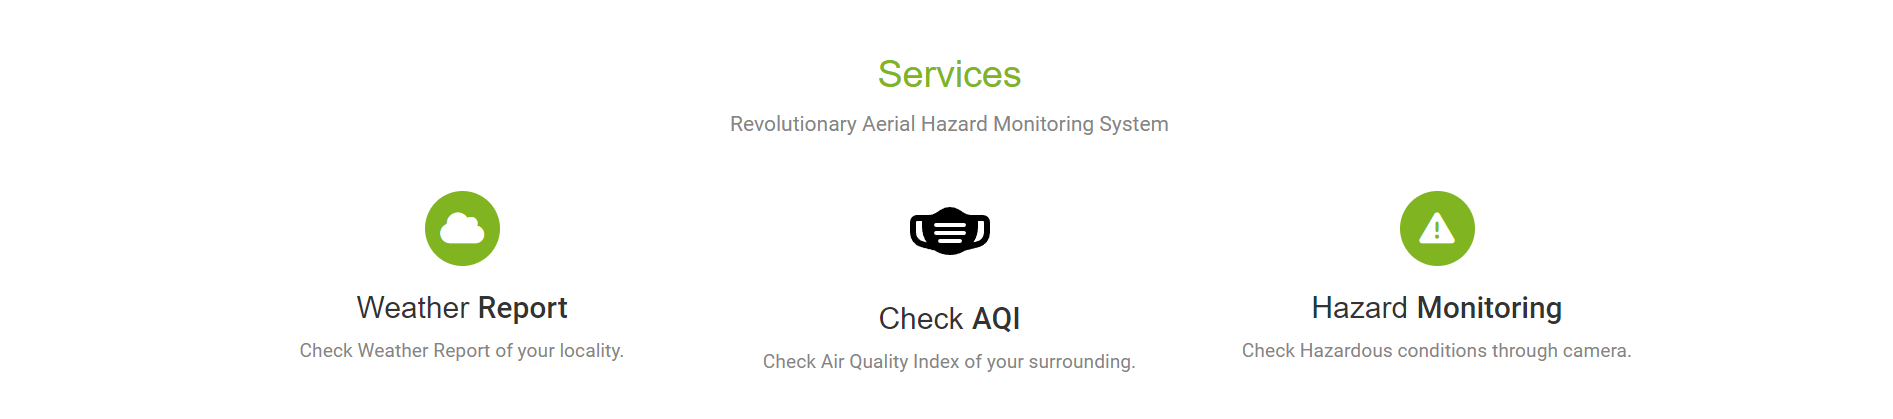 Services
Revolutionary Aerial Hazard Monitoring System
Weather Report
Check Weather Report of your locality.
Check AQI
Check Air Quality Index of your surrounding.
Hazard Monitoring
Check Hazardous conditions through camera.